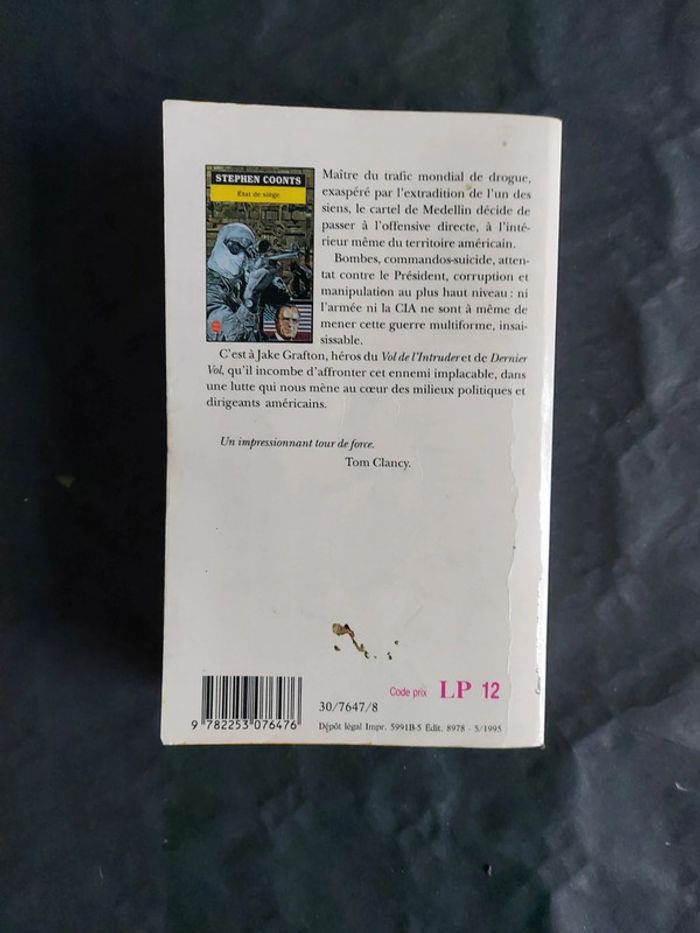 STEPHEN COONTS
État de siège
Maître du trafic mondial de drogue,
exaspéré par l'extradition de l'un des
siens, le cartel de Medellin décide de
passer à l'offensive directe, à l'inté-
rieur même du territoire américain.
Bombes, commandos-suicide, atten-
tat contre le Président, corruption et
manipulation au plus haut niveau : ni
l'armée ni la CIA ne sont à même de
mener cette guerre multiforme, insai-
sissable.
C'est à Jake Grafton, héros du Vol de l'Intruder et de Dernier
Vol, qu'il incombe d'affronter cet ennemi implacable, dans
une lutte qui nous mène au cœur des milieux politiques et
dirigeants américains.
Un impressionnant tour de force.
Tom Clancy.
Code prix LP 12
30/7647/8
9 782253 076476
Dépôt légal Impr. 5991B-5 Édit. 8978 - 5/1995